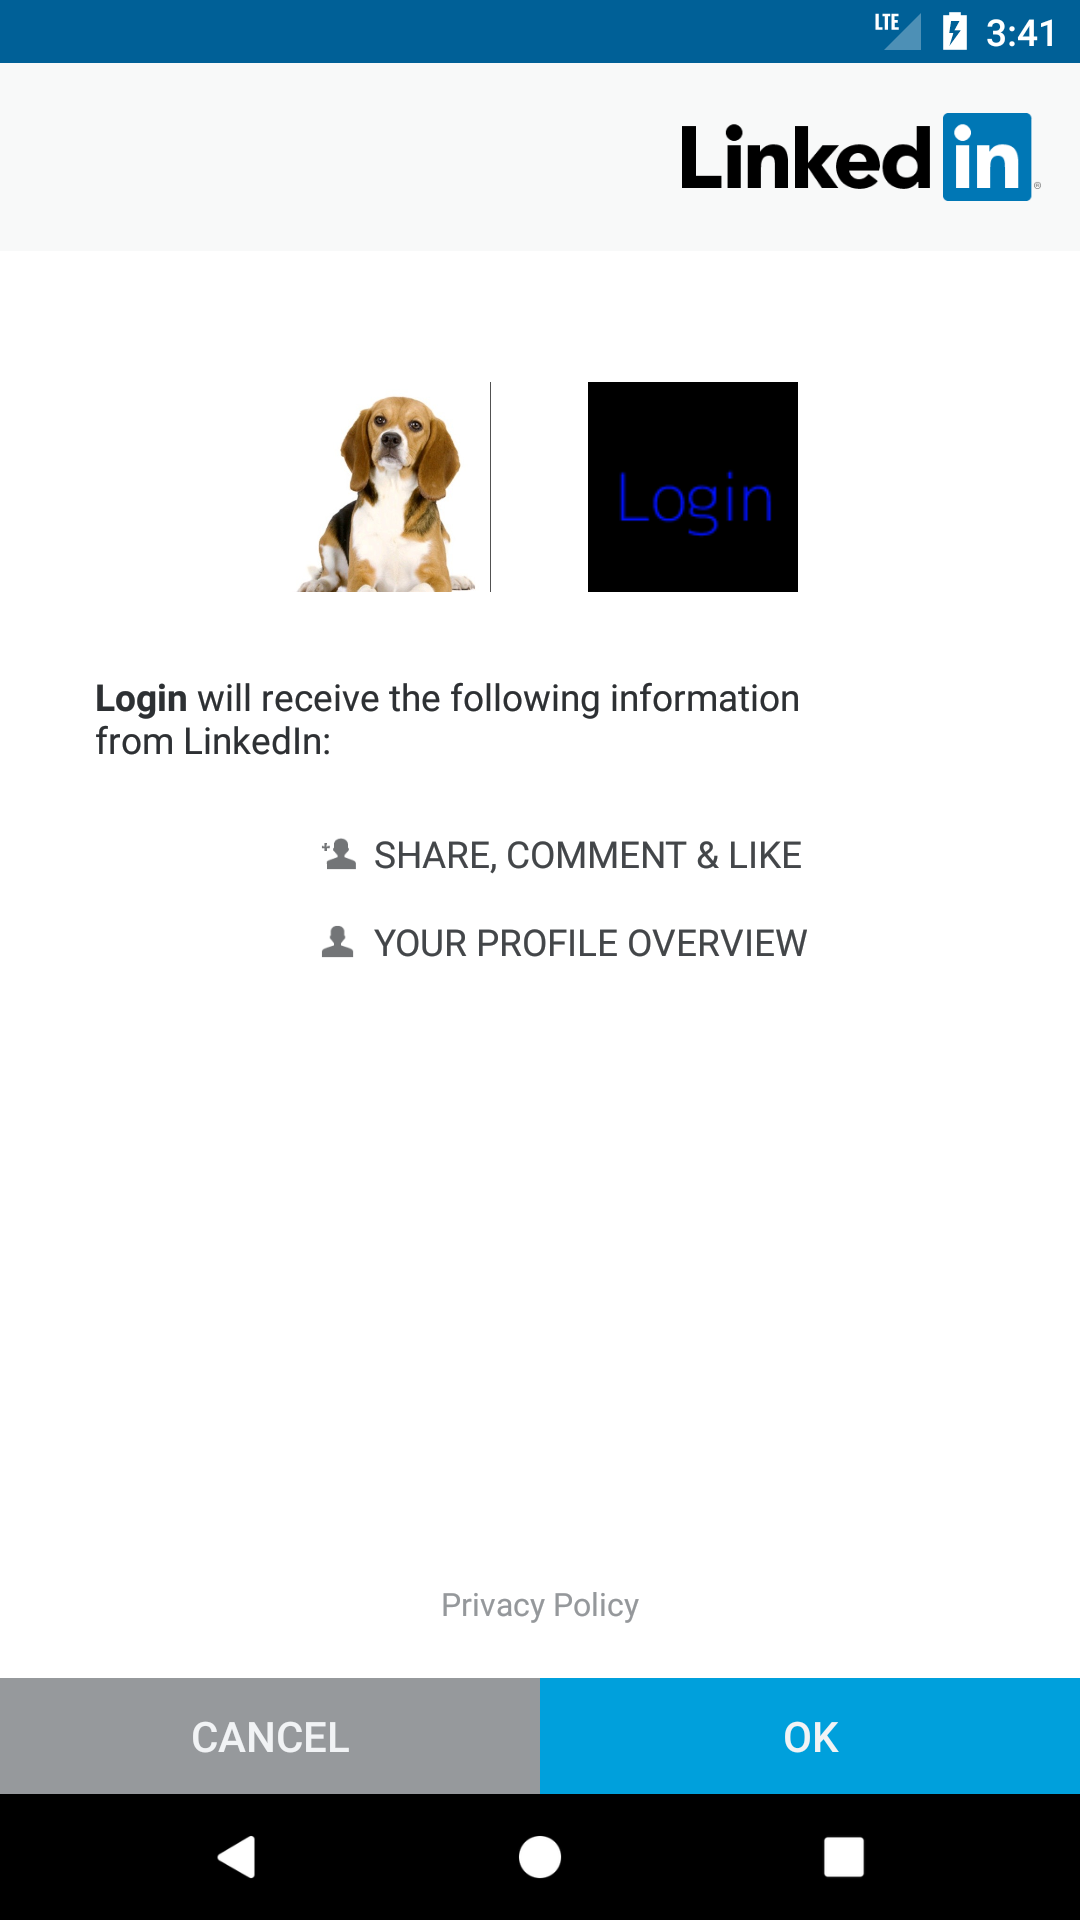 LTE 3:41
Linked in ®
Login
Login will receive the following information
from LinkedIn:
SHARE, COMMENT & LIKE
YOUR PROFILE OVERVIEW
Privacy Policy
CANCEL OK